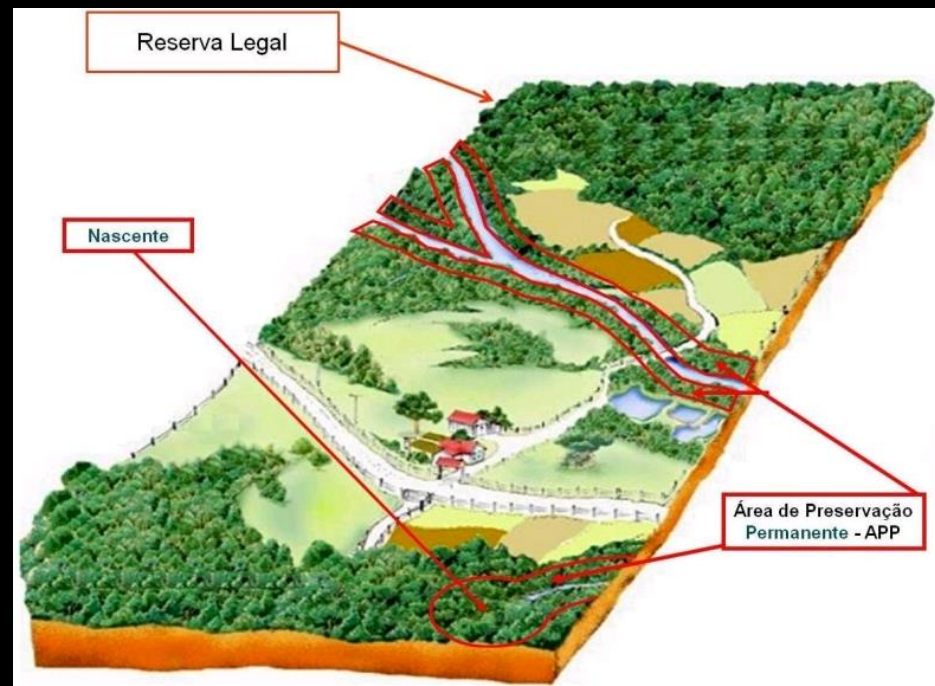 Reserva Legal
Nascente
Área de Preservação
Permanente - APP